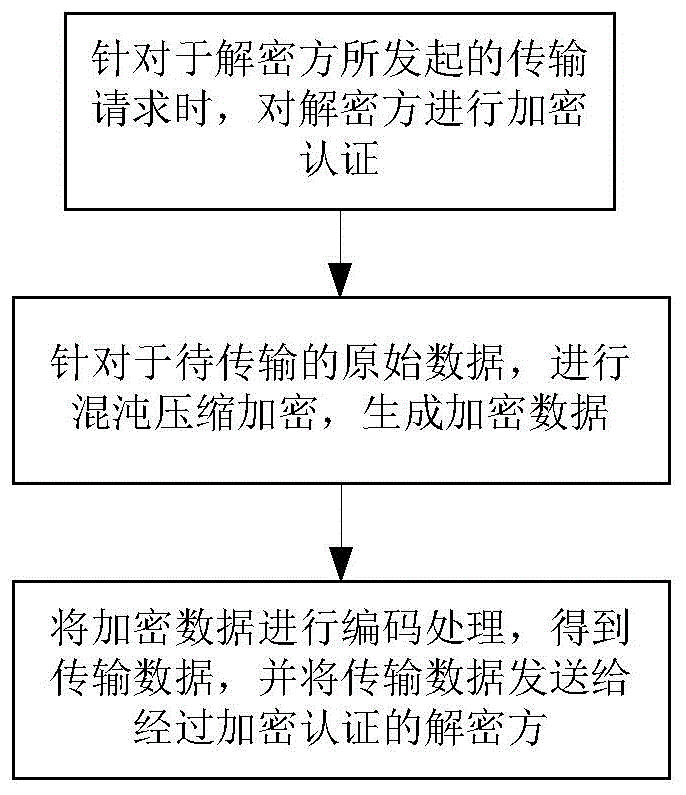 针对于解密方所发起的传输
请求时，对解密方进行加密
认证
针对于待传输的原始数据，进行
混沌压缩加密，生成加密数据
将加密数据进行编码处理，得到
传输数据，并将传输数据发送给
经过加密认证的解密方